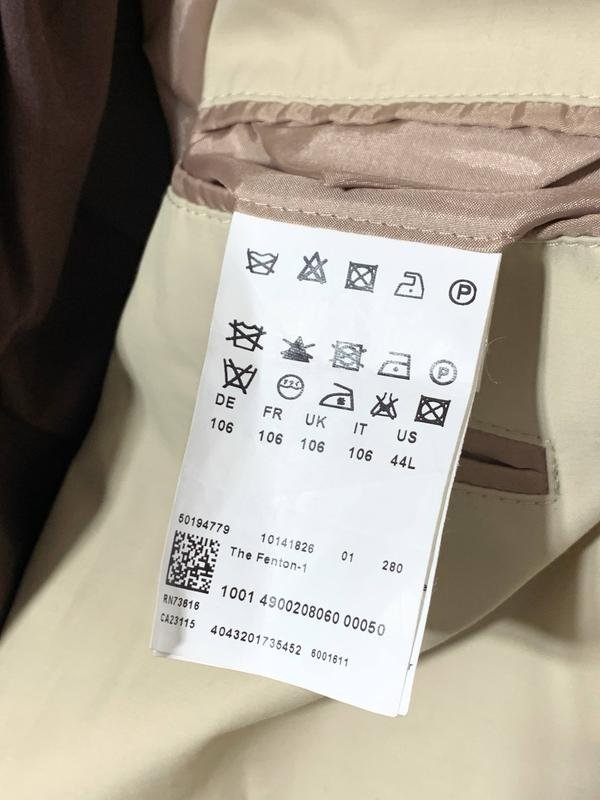 P
P
DE FR UK IT US
106 106 106 106 44L
50194779 10141826 01 280
The Fenton-1
1001 4900208060 00050
RN73616
CA23115 4043201735452 6001611